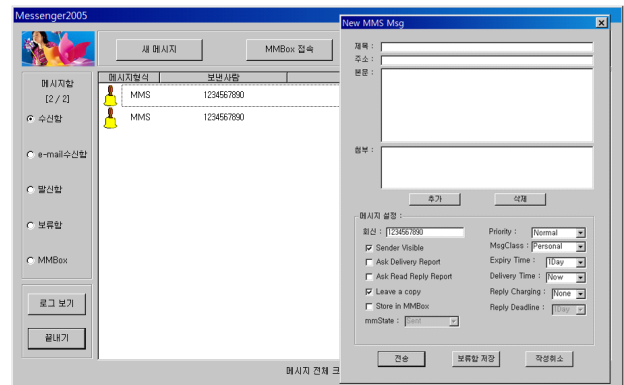 Messenger2005
새 메시지
MMBox 접속
메시지함
[2 / 2]
수신함
e-mail수신함
발신함
보류함
MMBox
로그 보기
끝내기
메시지형식 보낸사람
MMS 1234567890
MMS 1234567890
메시지 전체 크
New MMS Msg
제목 :
주소 :
본문 :
첨부 :
추가 삭제
메시지 설정 :
회신 : 1234567890
Sender Visible
Ask Delivery Report
Ask Read Reply Report
Leave a copy
Store in MMBox
mmState : Sent
Priority : Normal
MsgClass : Personal
Expiry Time : 1Day
Delivery Time : Now
Reply Charging : None
Reply Deadline : 1Day
전송 보류함 저장 작성취소